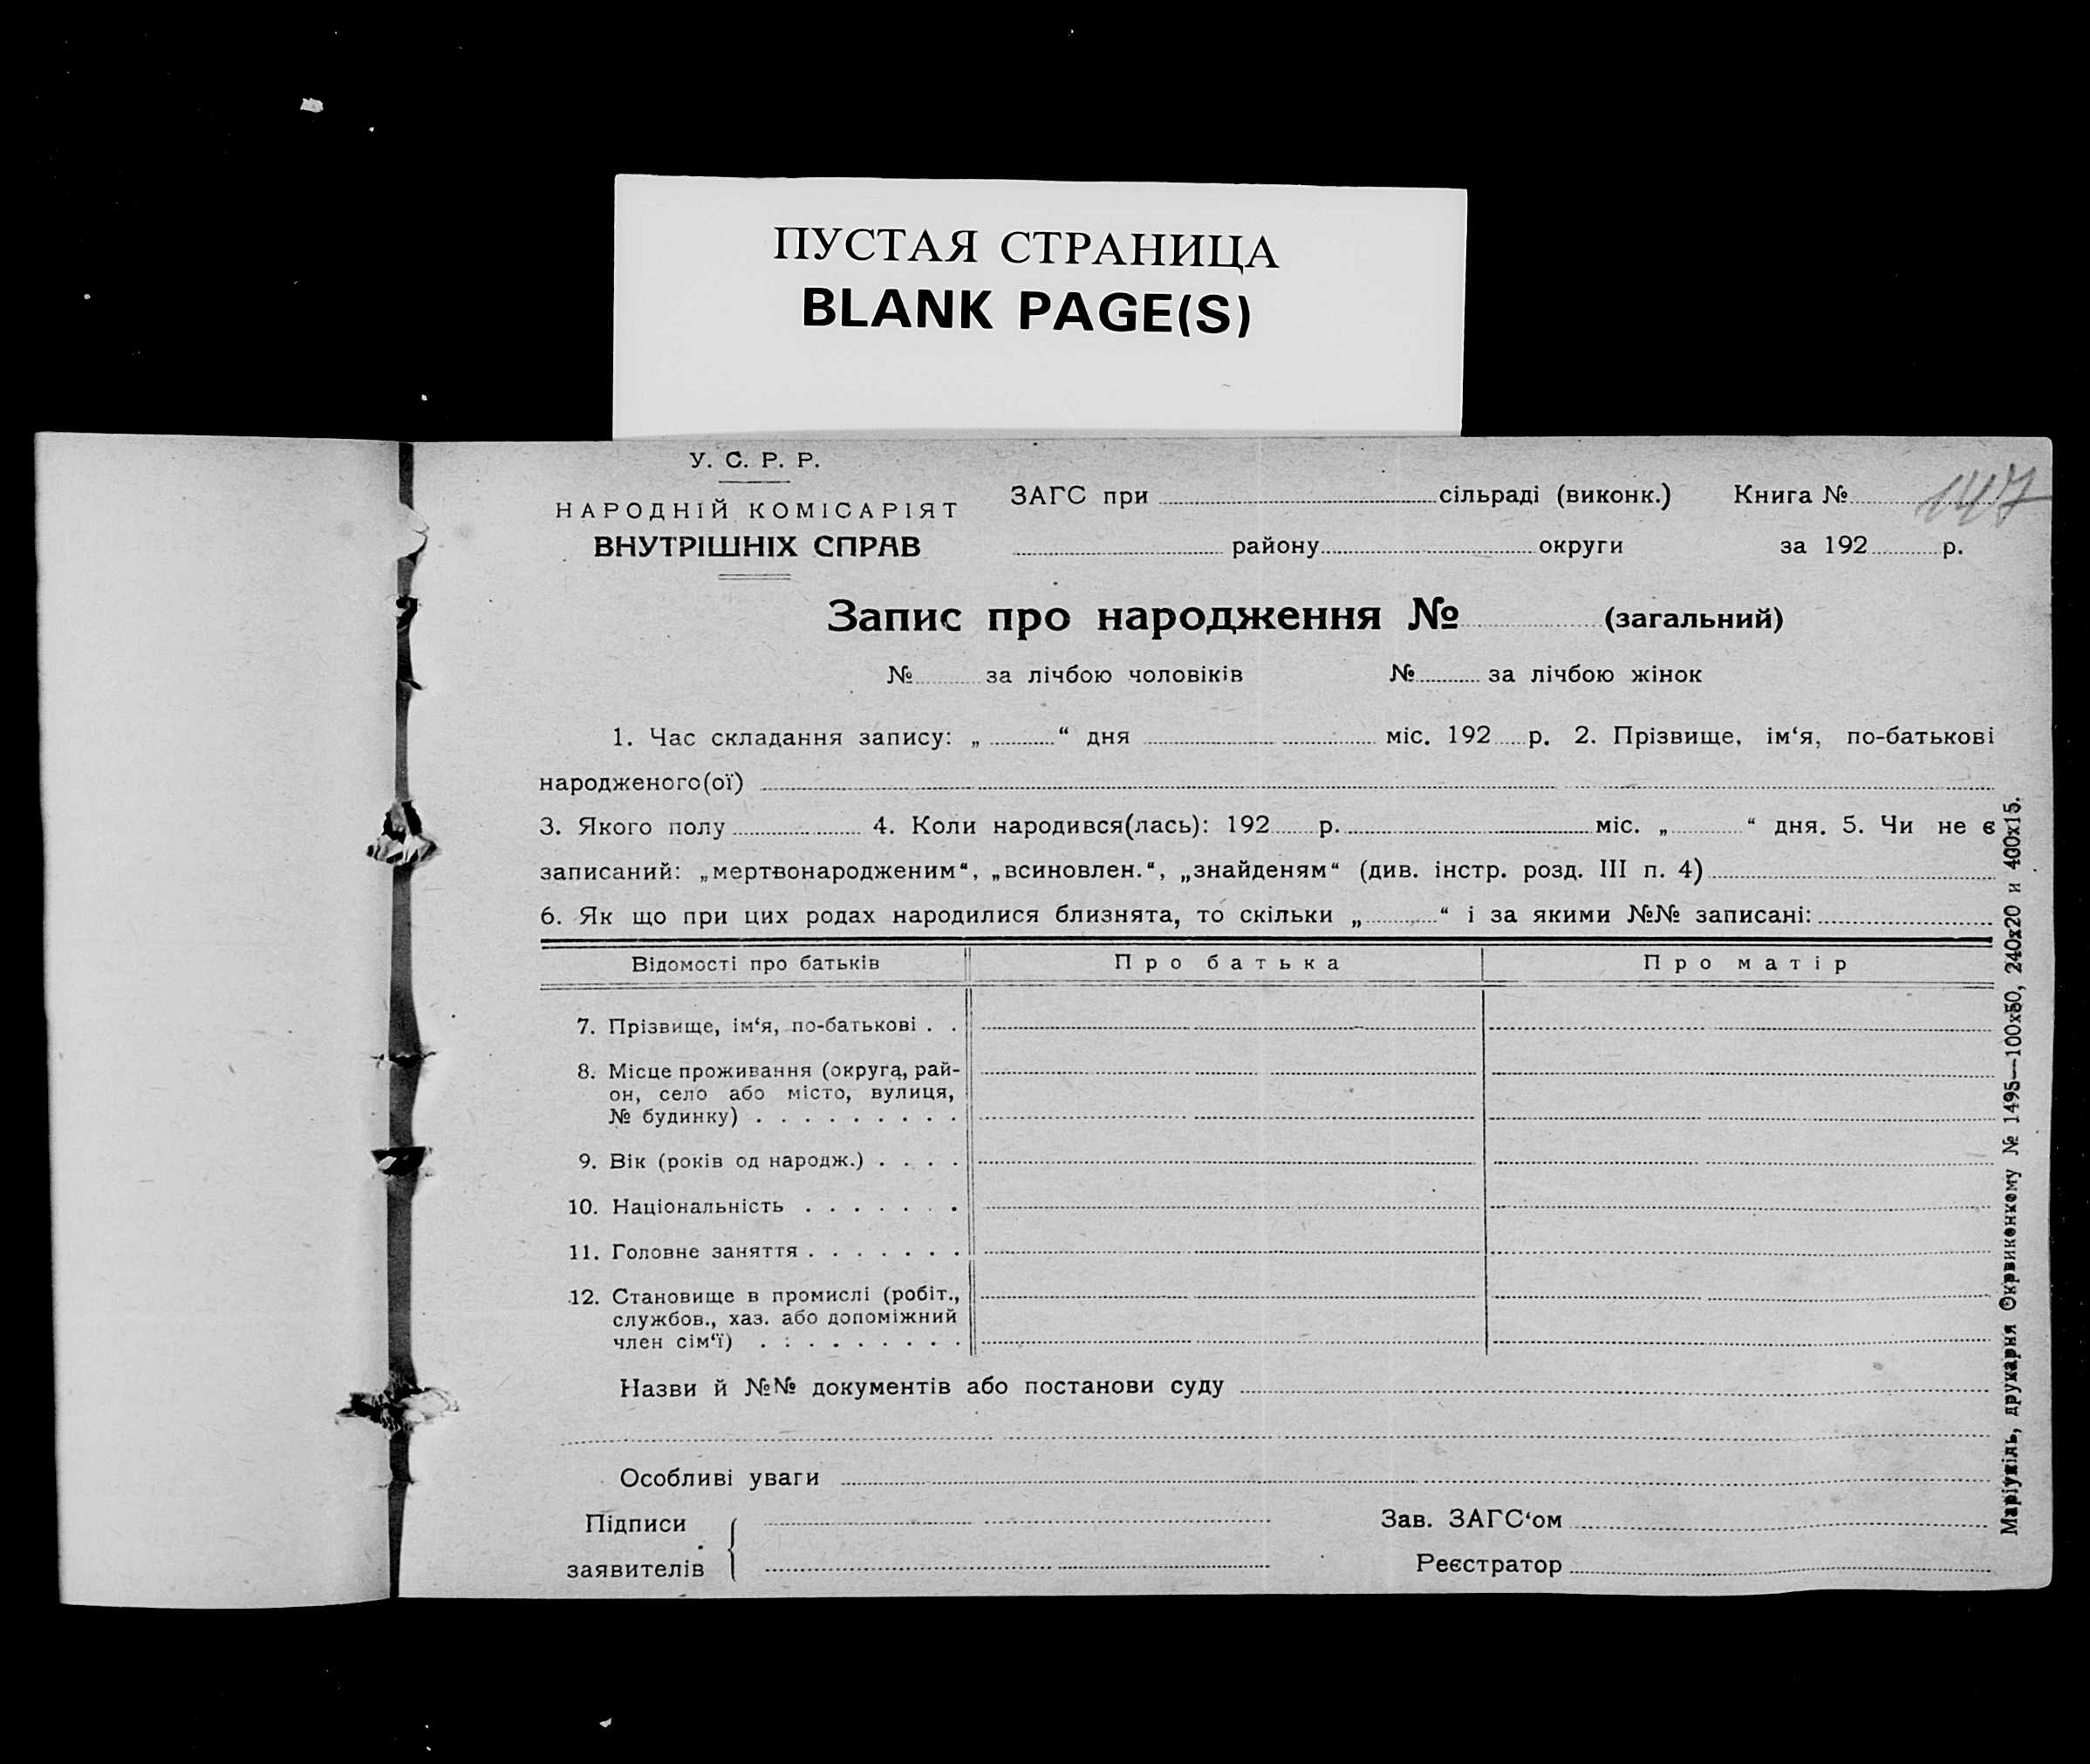 ПУСТАЯ СТРАНИЦА
BLANK PAGE(S)
У. С. Р. Р.
НАРОДНІЙ КОМІСАРІЯТ
ВНУТРІШНІХ СПРАВ
ЗАГС при сільраді (виконк.) Книга № 147
району округи за 192 р.
Запис про народження № (загальний)
№ за лічбою чоловіків № за лічбою жінок
1. Час складання запису: „ “ дня міс. 192 р. 2. Прізвище, ім‘я, по-батькові
народженого(ої)
3. Якого полу 4. Коли народився(лась): 192 р. міс. „ “ дня. 5. Чи не є
записаний: „мертвонародженим“, „всиновлен.“, „знайденям“ (див. інстр. розд. III п. 4)
6. Як що при цих родах народилися близнята, то скільки „ “ і за якими №№ записані:
Відомості про батьків Про батька Про матір
7. Прізвище, ім‘я, по-батькові . .
8. Місце проживання (округа, рай-
он, село або місто, вулиця,
№ будинку) . . . . . . . . .
9. Вік (років од народж.) . . . .
10. Національність . . . . . . .
11. Головне заняття . . . . . . .
12. Становище в промислі (робіт.,
службов., хаз. або допоміжний
член сім‘ї) . . . . . . . . .
Назви й №№ документів або постанови суду
Особливі уваги
Підписи
заявителів
Зав. ЗАГС‘ом
Реєстратор
Маріупіль, друкарня Окрвиконкому № 1495—100х50, 240х20 и 400х15.